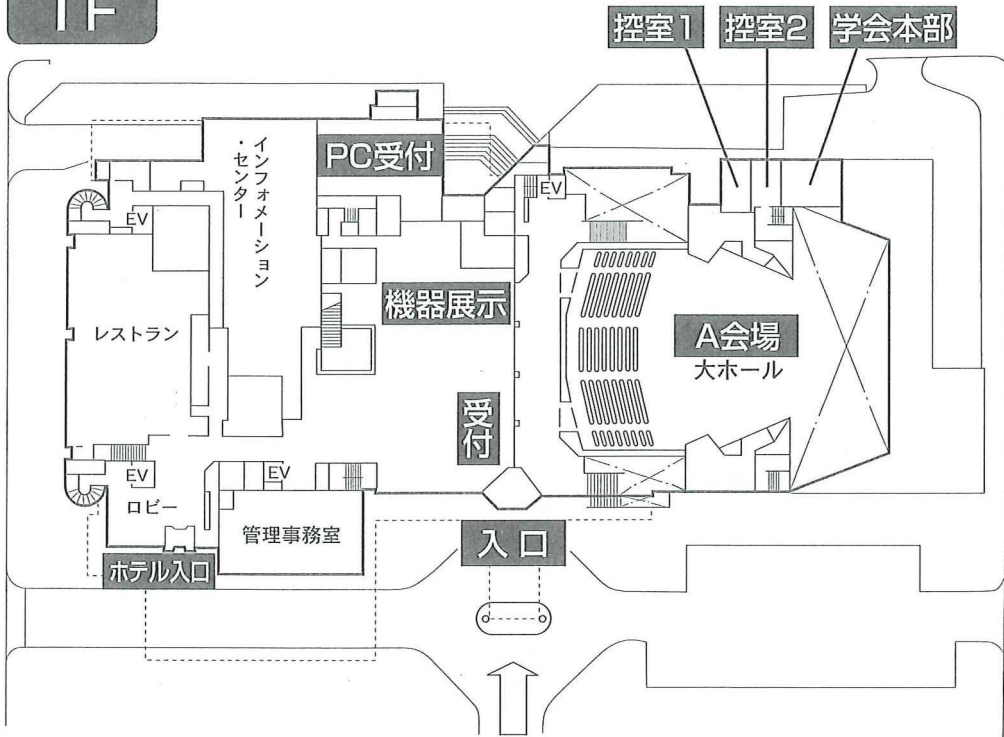 1F
控室1
控室2
学会本部
PC受付
インフォメーション
・センター
EV
EV
レストラン
機器展示
A会場
大ホール
受付
EV
EV
ロビー
管理事務室
入口
ホテル入口